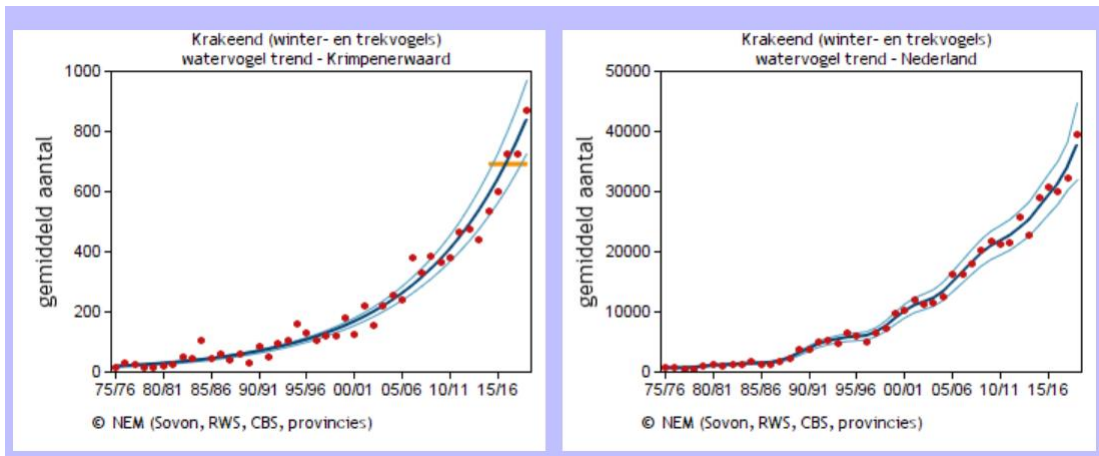 Krakeend (winter- en trekvogels)
watervogel trend - Krimpenerwaard
1000
800
600
400
200
0
gemiddeld aantal
75/76 80/81 85/86 90/91 95/96 00/01 05/06 10/11 15/16
© NEM (Sovon, RWS, CBS, provincies)
Krakeend (winter- en trekvogels)
watervogel trend - Nederland
50000
40000
30000
20000
10000
0
gemiddeld aantal
75/76 80/81 85/86 90/91 95/96 00/01 05/06 10/11 15/16
© NEM (Sovon, RWS, CBS, provincies)